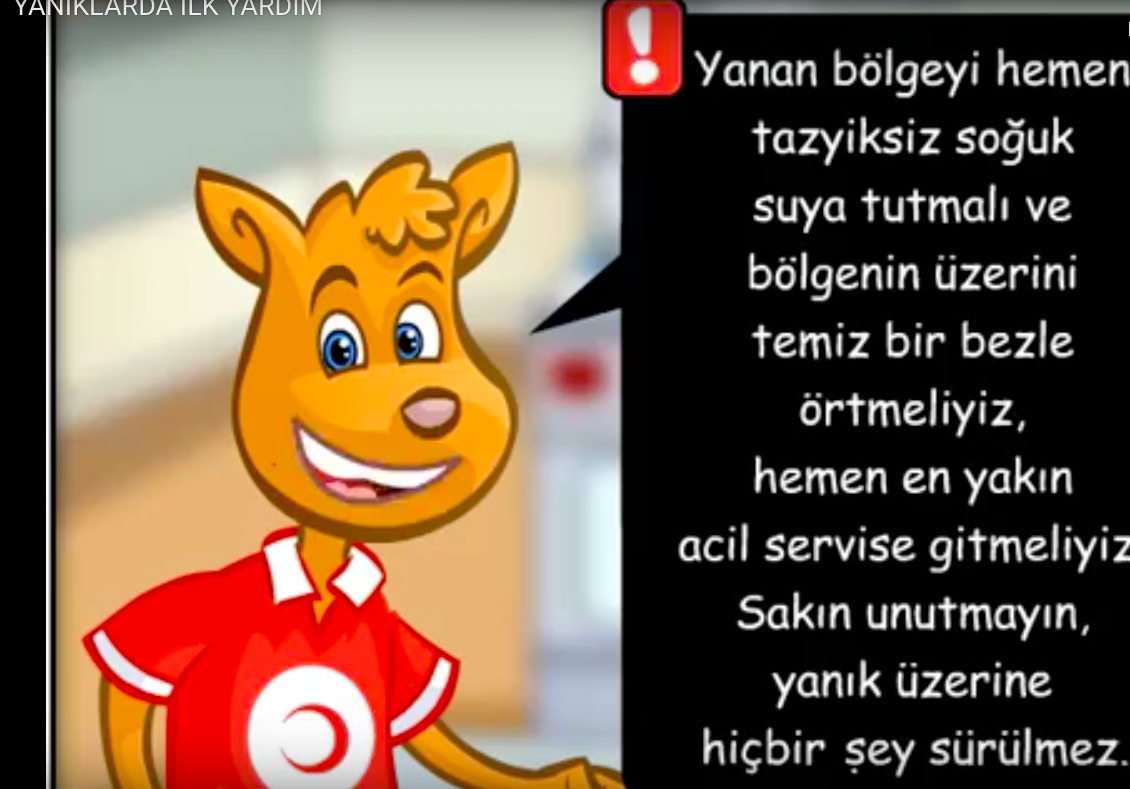 YANIKLARDA İLK YARDIM
Yanan bölgeyi hemen
tazyiksiz soğuk
suya tutmalı ve
bölgenin üzerini
temiz bir bezle
örtmeliyiz,
hemen en yakın
acil servise gitmeliyiz
Sakın unutmayın,
yanık üzerine
hiçbir şey sürülmez.